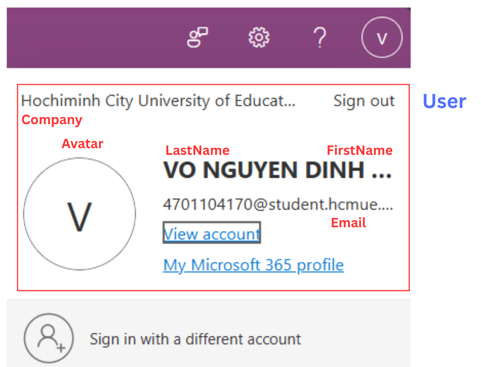 V
Hochiminh City University of Educat... Sign out
User
Company
Avatar
LastName FirstName
VO NGUYEN DINH ...
V
4701104170@student.hcmue....
Email
View account
My Microsoft 365 profile
Sign in with a different account